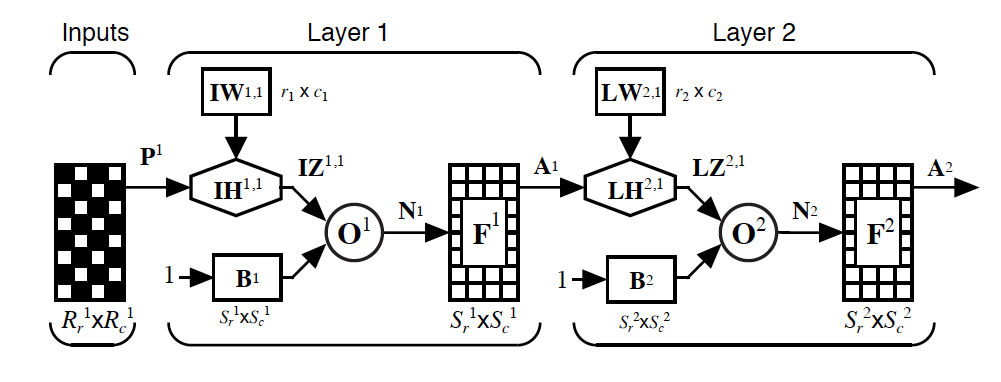 Inputs
Layer 1
Layer 2
IW1,1
r1 x c1
LW2,1
r2 x c2
P1
IH1,1
IZ1,1
A1
LH2,1
LZ2,1
A2
O1
N1
F1
O2
N2
F2
1
B1
1
B2
Rr1xRc1
Sr1xSc1
Sr1xSc1
Sr2xSc2
Sr2xSc2